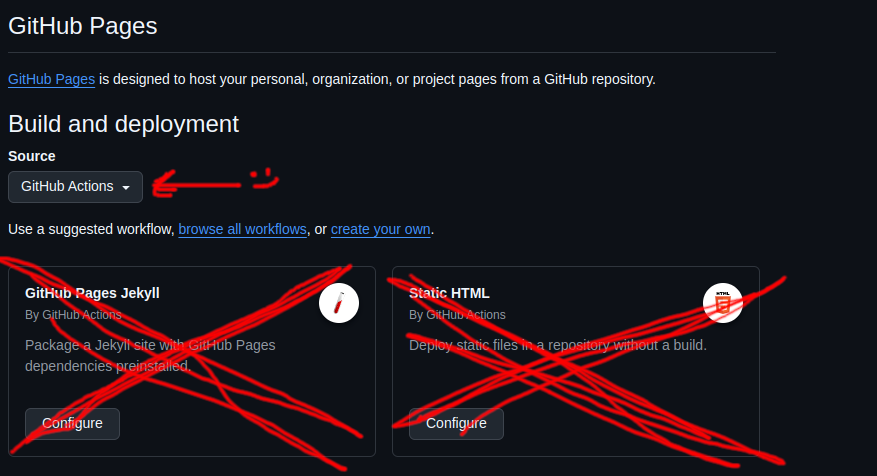 GitHub Pages
GitHub Pages is designed to host your personal, organization, or project pages from a GitHub repository.
Build and deployment
Source
GitHub Actions
Use a suggested workflow, browse all workflows, or create your own.
GitHub Pages Jekyll
By GitHub Actions
Package a Jekyll site with GitHub Pages
dependencies preinstalled.
Configure
Static HTML
HTML
By GitHub Actions
Deploy static files in a repository without a build.
Configure